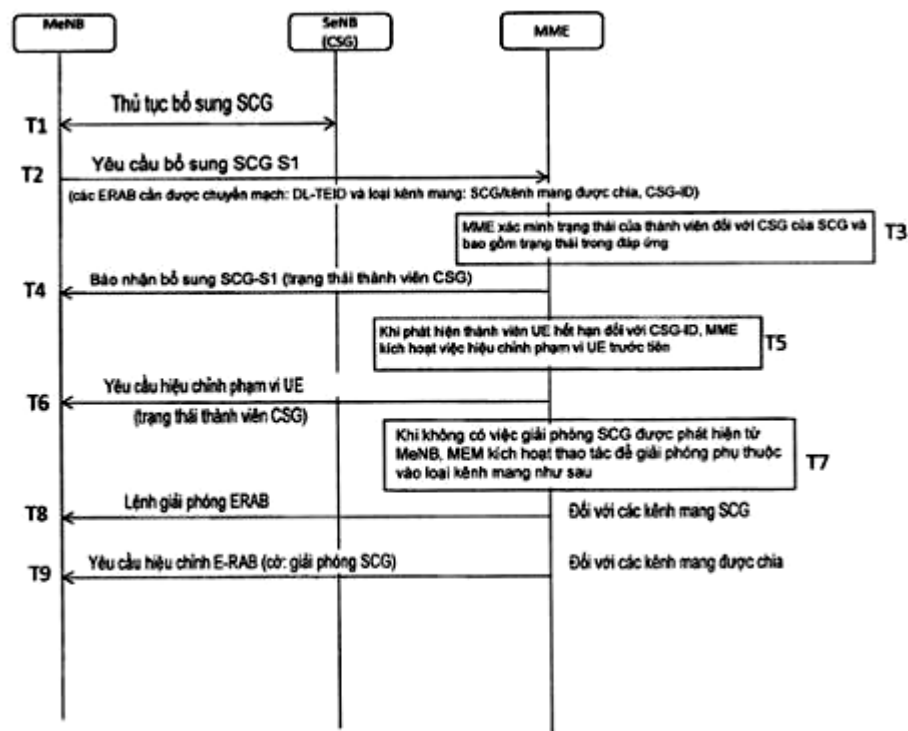 MeNB
SeNB
(CSG)
MME
Thủ tục bổ sung SCG
T1
Yêu cầu bổ sung SCG S1
T2
(các ERAB cần được chuyển mạch: DL-TEID và loại kênh mang: SCG/kênh mang được chia, CSG-ID)
MME xác minh trạng thái của thành viên đối với CSG của SCG và
bao gồm trạng thái trong đáp ứng
T3
Báo nhận bổ sung SCG-S1 (trạng thái thành viên CSG)
T4
Khi phát hiện thành viên UE hết hạn đối với CSG-ID, MME
kích hoạt việc hiệu chỉnh phạm vi UE trước tiên
T5
Yêu cầu hiệu chỉnh phạm vi UE
T6
(trạng thái thành viên CSG)
Khi không có việc giải phóng SCG được phát hiện từ
MeNB, MEM kích hoạt thao tác để giải phóng phụ thuộc
vào loại kênh mang như sau
T7
Lệnh giải phóng ERAB
T8
Đối với các kênh mang SCG
Yêu cầu hiệu chỉnh E-RAB (cờ: giải phóng SCG)
T9
Đối với các kênh mang được chia